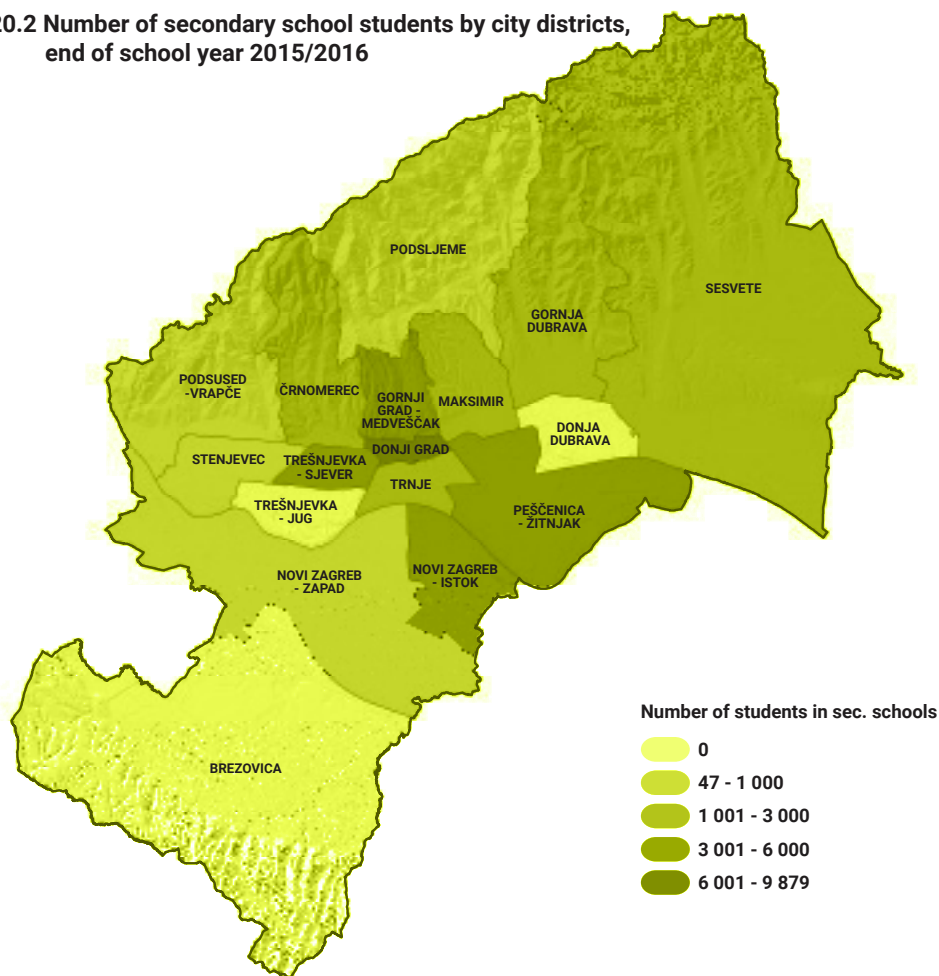 20.2 Number of secondary school students by city districts,
end of school year 2015/2016
PODSLJEME
SESVETE
GORNJA
DUBRAVA
PODSUSED
-VRAPČE
ČRNOMEREC
GORNJI
GRAD -
MEDVEŠČAK
MAKSIMIR
DONJA
DUBRAVA
STENJEVEC
TREŠNJEVKA
- SJEVER
DONJI GRAD
TRNJE
TREŠNJEVKA
- JUG
PEŠČENICA
- ŽITNJAK
NOVI ZAGREB
- ZAPAD
NOVI ZAGREB
- ISTOK
BREZOVICA
Number of students in sec. schools
0
47 - 1 000
1 001 - 3 000
3 001 - 6 000
6 001 - 9 879